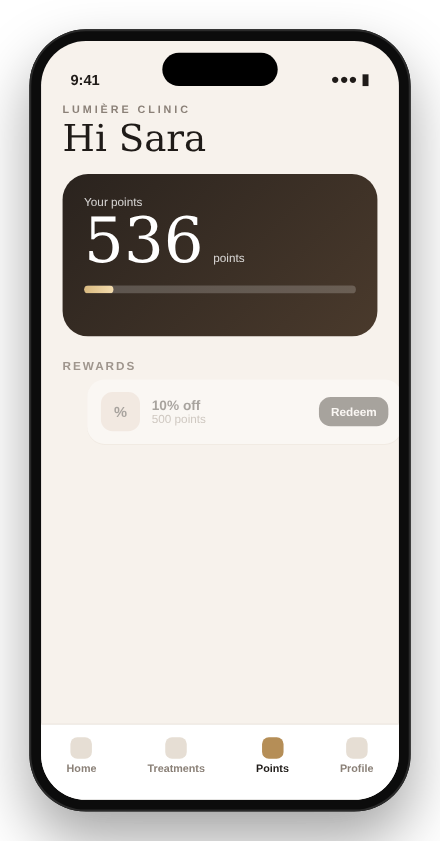 9:41
LUMIÈRE CLINIC
Hi Sara
Your points
536 points
REWARDS
%
10% off
500 points
Redeem
Home
Treatments
Points
Profile